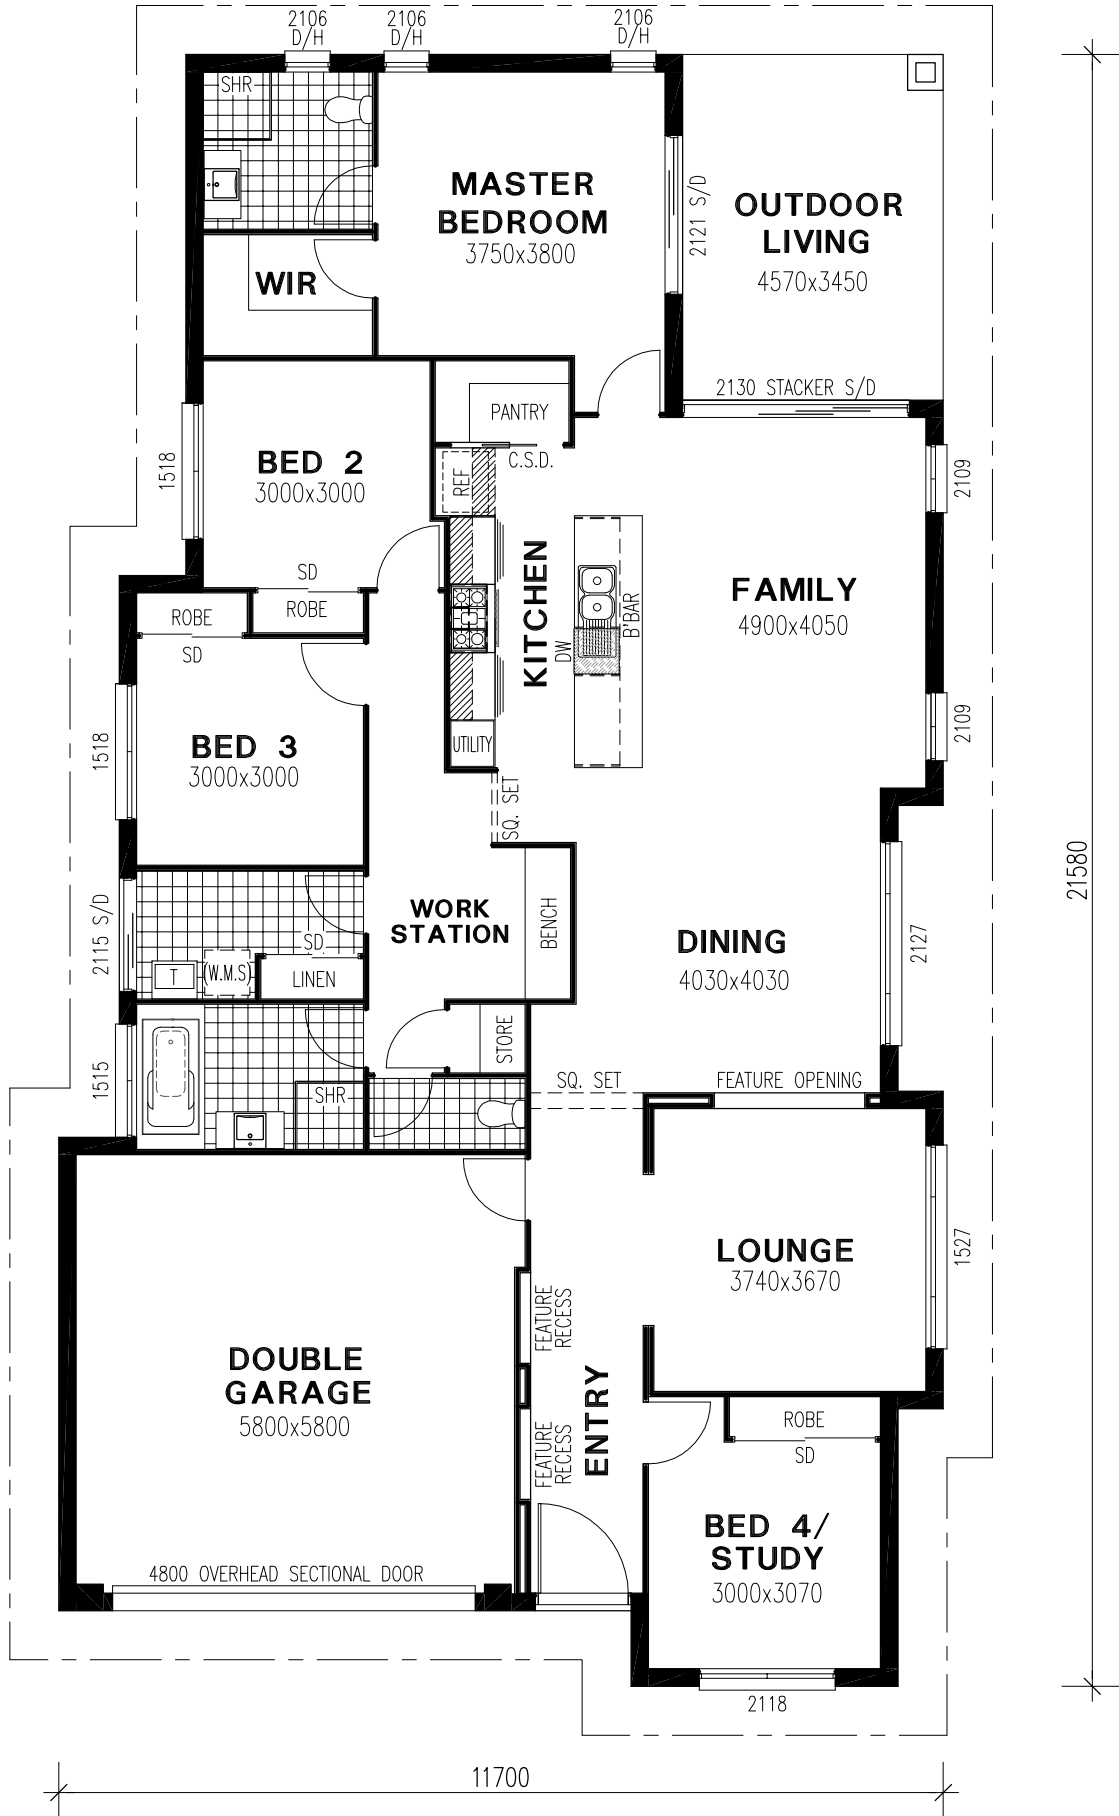 2106
D/H
2106
D/H
2106
D/H
SHR
MASTER
BEDROOM
3750x3800
2121 S/D
OUTDOOR
LIVING
4570x3450
WIR
2130 STACKER S/D
PANTRY
C.S.D.
1518
BED 2
3000x3000
REF
2109
SD
ROBE
ROBE
SD
KITCHEN
DW
B'BAR
FAMILY
4900x4050
1518
BED 3
3000x3000
UTILITY
2109
SQ. SET
21580
2115 S/D
WORK
STATION
BENCH
DINING
4030x4030
2127
SD
T
(W.M.S)
LINEN
1515
STORE
SQ. SET
FEATURE OPENING
SHR
LOUNGE
3740x3670
1527
FEATURE
RECESS
DOUBLE
GARAGE
5800x5800
ENTRY
FEATURE
RECESS
ROBE
SD
BED 4/
STUDY
3000x3070
4800 OVERHEAD SECTIONAL DOOR
2118
11700